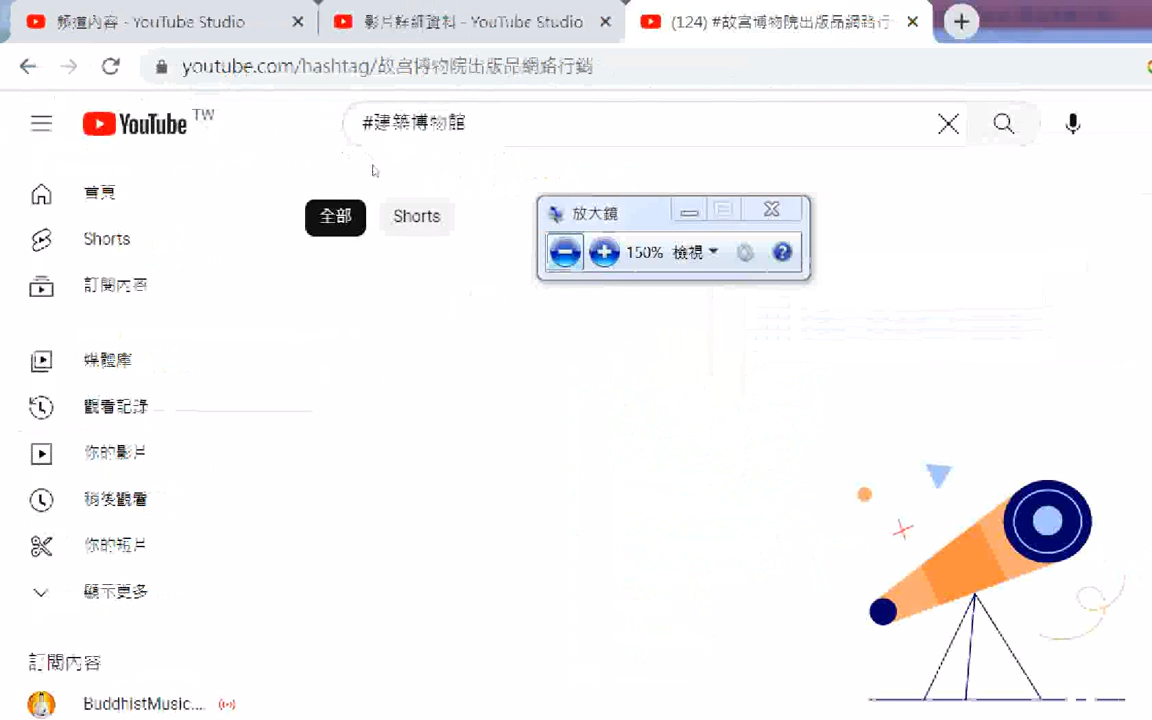 頻道內容 - YouTube Studio
影片詳細資料 - YouTube Studio
(124) #故宮博物院出版品網路行
youtube.com/hashtag/故宮博物院出版品網路行銷
YouTube TW
#建築博物館
首頁
Shorts
訂閱內容
媒體庫
觀看記錄
你的影片
稍後觀看
你的短片
顯示更多
訂閱內容
BuddhistMusic....
全部
Shorts
放大鏡
150% 檢視